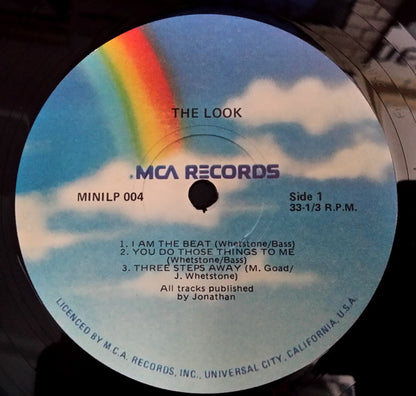 THE LOOK
MCA RECORDS
MINILP 004
Side 1
33-1/3 R.P.M.
1. I AM THE BEAT (Whetstone/Bass)
2. YOU DO THOSE THINGS TO ME
(Whetstone/Bass)
3. THREE STEPS AWAY (M. Goad/
J. Whetstone)
All tracks published
by Jonathan
LICENCED BY M.C.A. RECORDS, INC., UNIVERSAL CITY, CALIFORNIA, U.S.A.